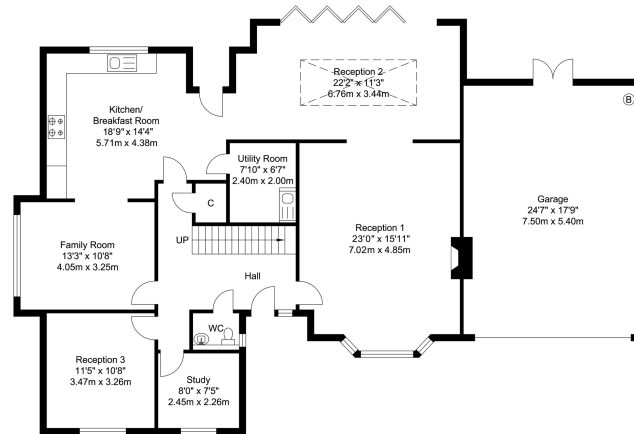 Reception 2
22'2" x 11'3"
6.76m x 3.44m
Kitchen/
Breakfast Room
18'9" x 14'4"
5.71m x 4.38m
B
Utility Room
7'10" x 6'7"
2.40m x 2.00m
C
Garage
24'7" x 17'9"
7.50m x 5.40m
Reception 1
23'0" x 15'11"
7.02m x 4.85m
UP
Family Room
13'3" x 10'8"
4.05m x 3.25m
Hall
WC
Reception 3
11'5" x 10'8"
3.47m x 3.26m
Study
8'0" x 7'5"
2.45m x 2.26m